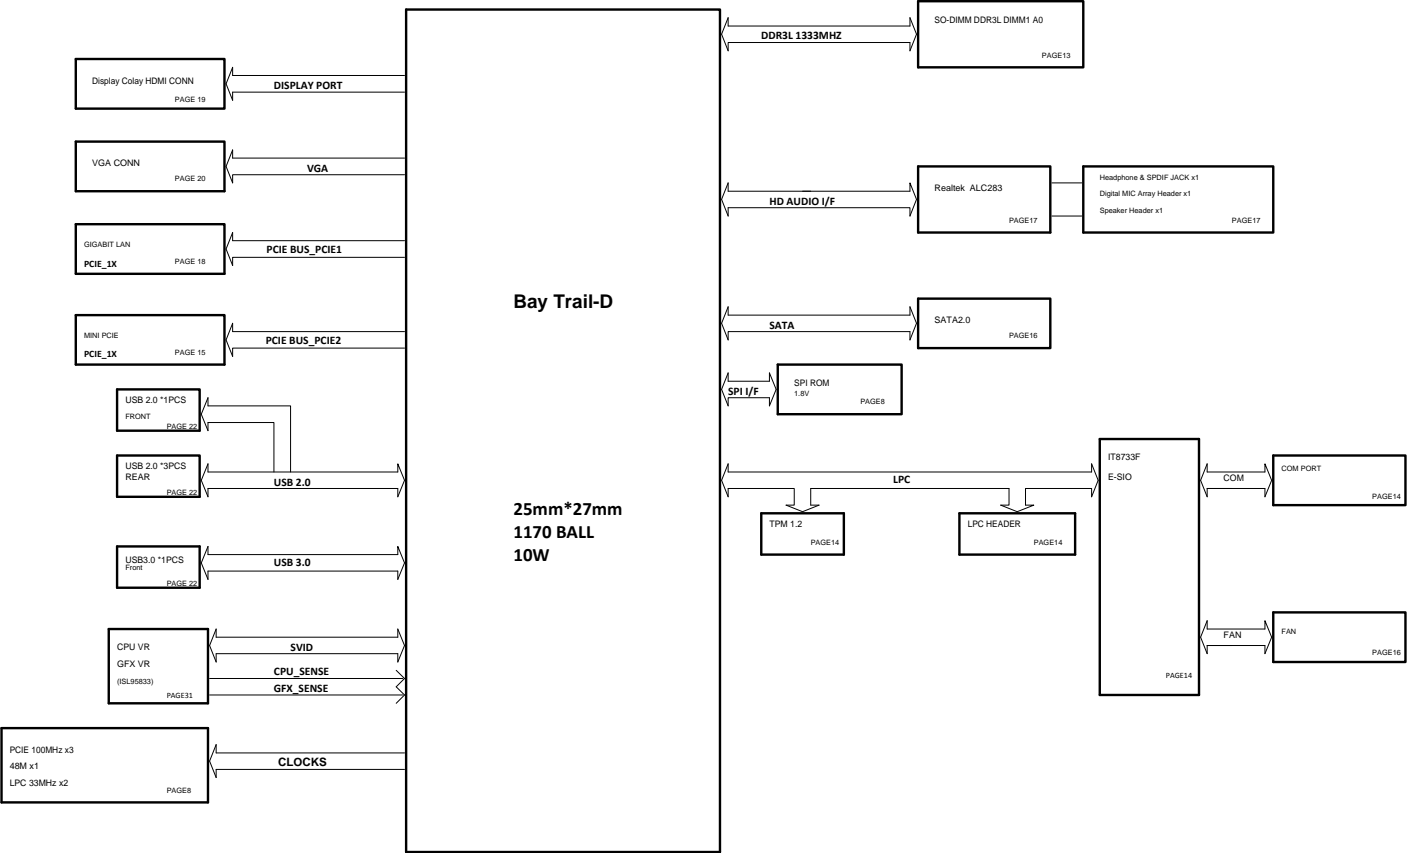 SO-DIMM DDR3L DIMM1 A0
DDR3L 1333MHZ
PAGE13
Display Colay HDMI CONN
PAGE 19
DISPLAY PORT
VGA CONN
PAGE 20
VGA
GIGABIT LAN
PCIE_1X
PAGE 18
PCIE BUS_PCIE1
MINI PCIE
PCIE_1X
PAGE 15
PCIE BUS_PCIE2
USB 2.0 *1PCS
FRONT
PAGE 22
USB 2.0 *3PCS
REAR
PAGE 22
USB 2.0
USB3.0 *1PCS
Front
PAGE 22
USB 3.0
CPU VR
GFX VR
(ISL95833)
PAGE31
SVID
CPU_SENSE
GFX_SENSE
PCIE 100MHz x3
48M x1
LPC 33MHz x2
PAGE8
CLOCKS
Bay Trail-D
25mm*27mm
1170 BALL
10W
HD AUDIO I/F
Realtek ALC283
PAGE17
Headphone & SPDIF JACK x1
Digital MIC Array Header x1
Speaker Header x1
PAGE17
SATA
SATA2.0
PAGE16
SPI I/F
SPI ROM
1.8V
PAGE8
LPC
TPM 1.2
PAGE14
LPC HEADER
PAGE14
IT8733F
E-SIO
PAGE14
COM
COM PORT
PAGE14
FAN
FAN
PAGE16